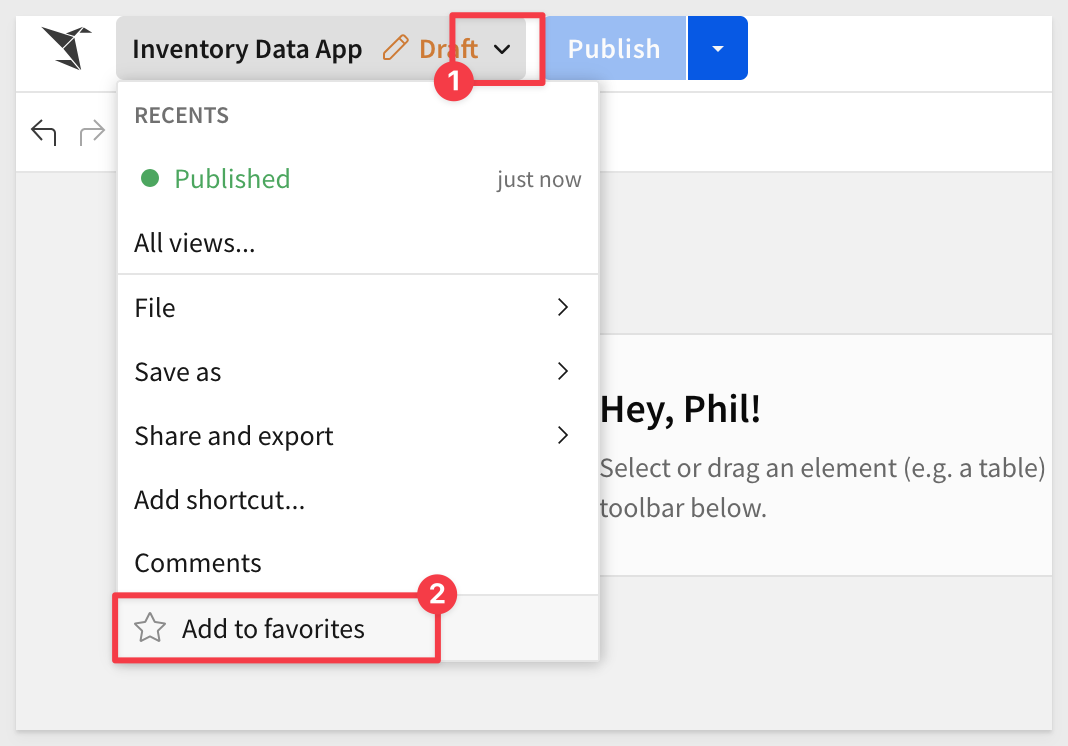 Inventory Data App Draft Publish
1
RECENTS
Published just now
All views...
File
Save as
Share and export
Add shortcut...
Comments
2
Add to favorites
Hey, Phil!
Select or drag an element (e.g. a table)
toolbar below.